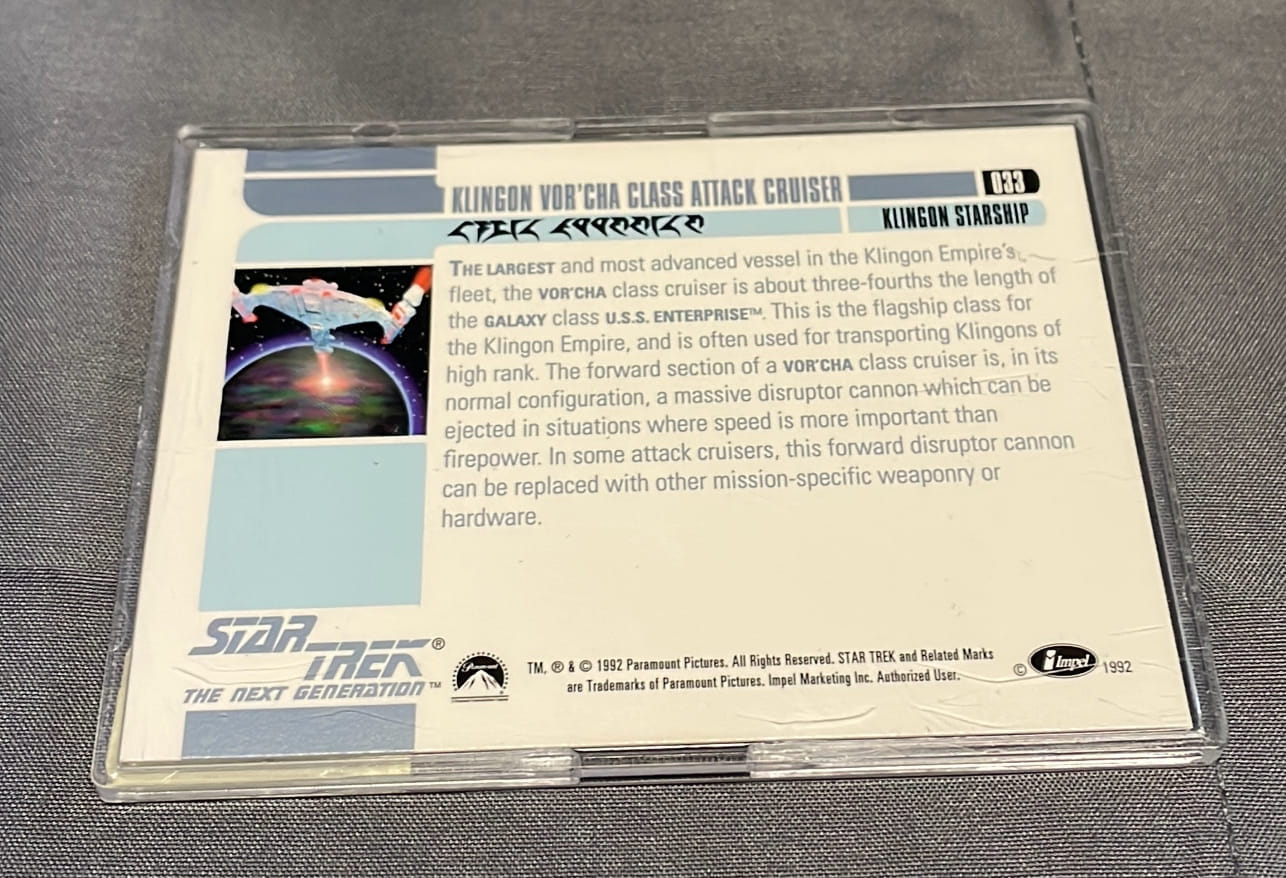 KLINGON VOR'CHA CLASS ATTACK CRUISER
033
KLINGON STARSHIP
THE LARGEST and most advanced vessel in the Klingon Empire's
fleet, the VOR'CHA class cruiser is about three-fourths the length of
the GALAXY class U.S.S. ENTERPRISE™. This is the flagship class for
the Klingon Empire, and is often used for transporting Klingons of
high rank. The forward section of a VOR'CHA class cruiser is, in its
normal configuration, a massive disruptor cannon which can be
ejected in situations where speed is more important than
firepower. In some attack cruisers, this forward disruptor cannon
can be replaced with other mission-specific weaponry or
hardware.
STAR
TREK®
THE NEXT GENERATION™
Paramount
TM, ® & © 1992 Paramount Pictures. All Rights Reserved. STAR TREK and Related Marks
are Trademarks of Paramount Pictures. Impel Marketing Inc. Authorized User.
© Impel 1992